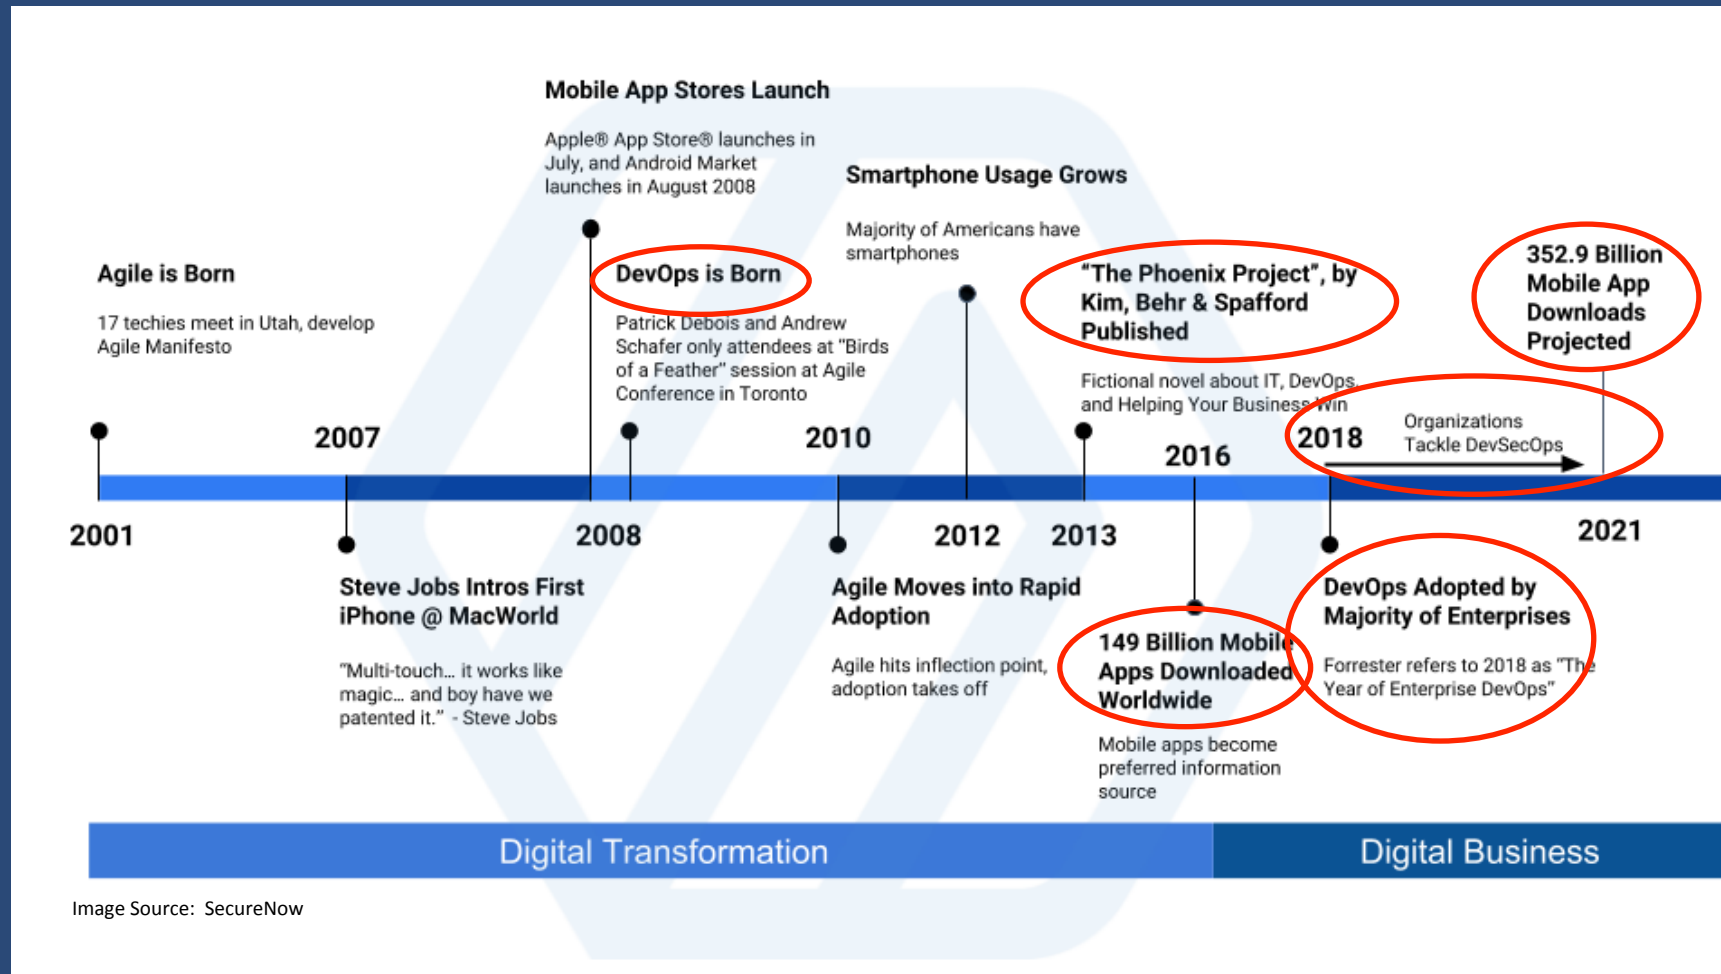 Mobile App Stores Launch
Apple® App Store® launches in
July, and Android Market
launches in August 2008
Smartphone Usage Grows
Majority of Americans have
smartphones
Agile is Born
17 techies meet in Utah, develop
Agile Manifesto
DevOps is Born
Patrick Debois and Andrew
Schafer only attendees at "Birds
of a Feather" session at Agile
Conference in Toronto
"The Phoenix Project", by
Kim, Behr & Spafford
Published
Fictional novel about IT, DevOps,
and Helping Your Business Win
352.9 Billion
Mobile App
Downloads
Projected
Organizations
Tackle DevSecOps
2007
2010
2016
2018
2001
2008
2012
2013
2021
Steve Jobs Intros First
iPhone @ MacWorld
"Multi-touch... it works like
magic... and boy have we
patented it." - Steve Jobs
Agile Moves into Rapid
Adoption
Agile hits inflection point,
adoption takes off
149 Billion Mobile
Apps Downloaded
Worldwide
Mobile apps become
preferred information
source
DevOps Adopted by
Majority of Enterprises
Forrester refers to 2018 as "The
Year of Enterprise DevOps"
Digital Transformation
Digital Business
Image Source: SecureNow